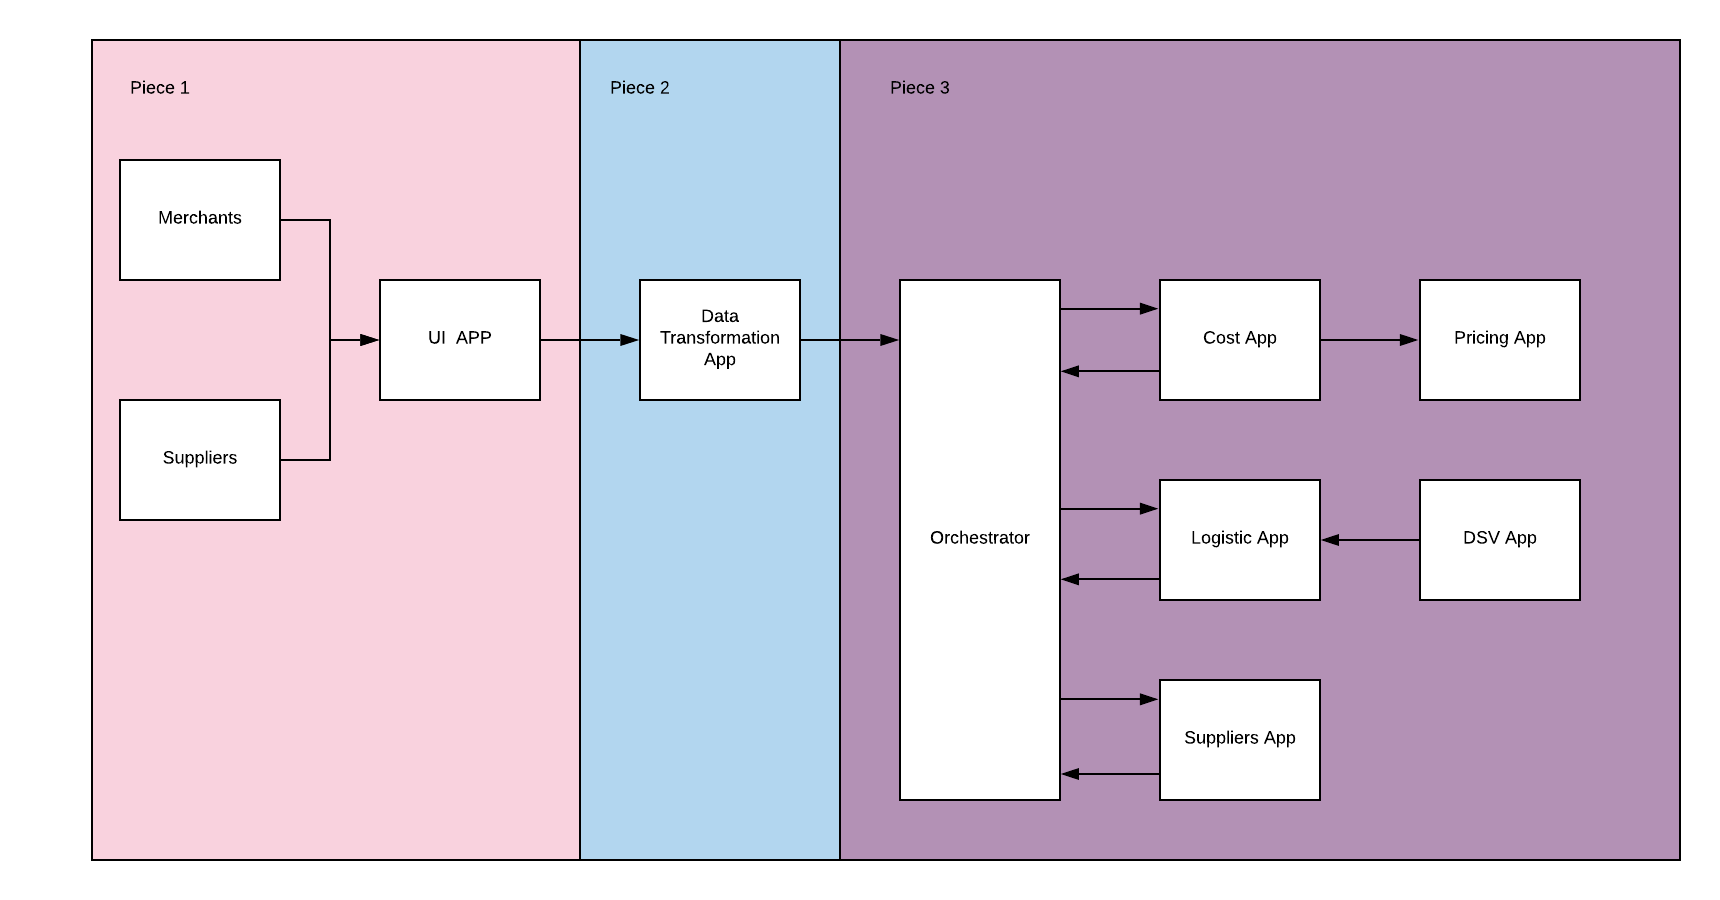 Piece 1
Piece 2
Piece 3
Merchants
Suppliers
UI  APP
Data
Transformation
App
Orchestrator
Cost App
Pricing App
Logistic App
DSV App
Suppliers App